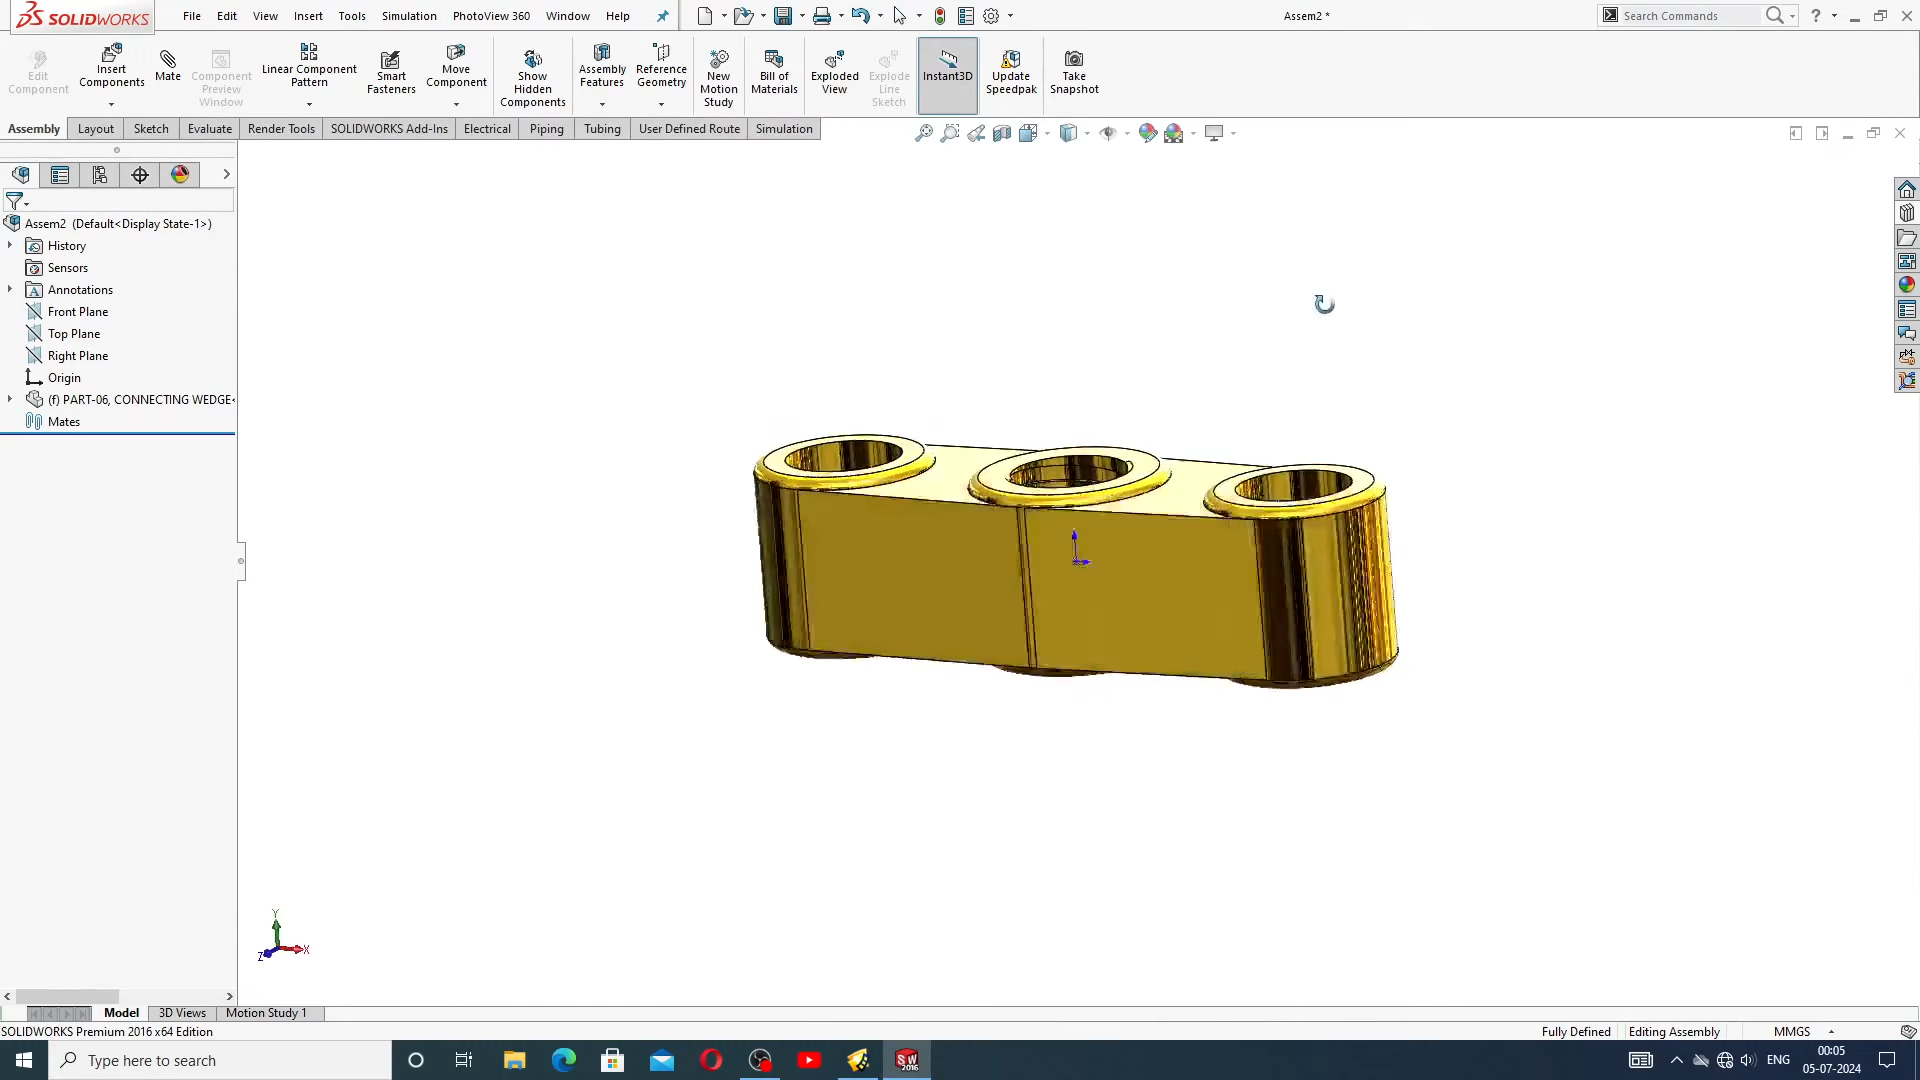 SOLIDWORKS
File Edit View Insert Tools Simulation PhotoView 360 Window Help
Assem2 *
Search Commands
Edit Component
Insert Components
Mate
Component Preview Window
Linear Component Pattern
Smart Fasteners
Move Component
Show Hidden Components
Assembly Features
Reference Geometry
New Motion Study
Bill of Materials
Exploded View
Explode Line Sketch
Instant3D
Update Speedpak
Take Snapshot
Assembly Layout Sketch Evaluate Render Tools SOLIDWORKS Add-Ins Electrical Piping Tubing User Defined Route Simulation
Assem2 (Default<Display State-1>)
History
Sensors
Annotations
Front Plane
Top Plane
Right Plane
Origin
(f) PART-06, CONNECTING WEDGE<
Mates
Y
X
Z
Model 3D Views Motion Study 1
SOLIDWORKS Premium 2016 x64 Edition
Fully Defined Editing Assembly MMGS
Type here to search
SW
2016
ENG
00:05
05-07-2024